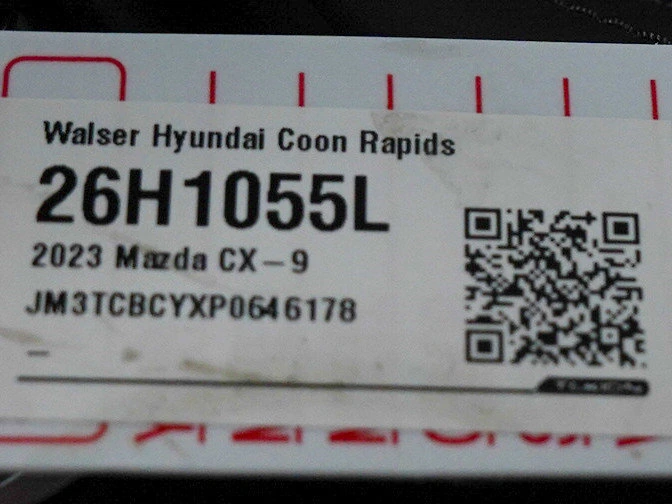 Walser Hyundai Coon Rapids
26H1055L
2023 Mazda CX-9
JM3TCBCYXP0646178
-